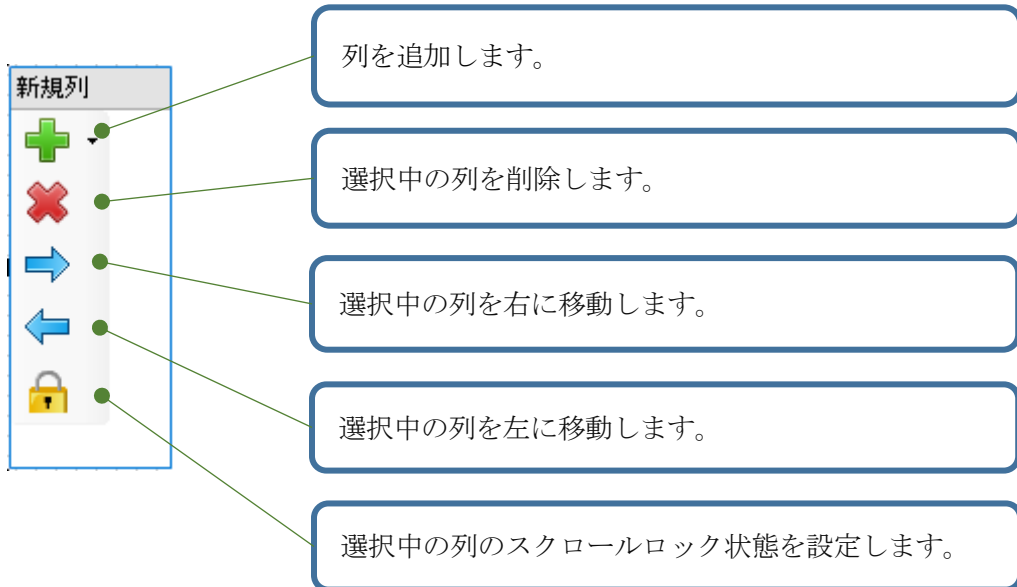 列を追加します。
新規列
選択中の列を削除します。
選択中の列を右に移動します。
選択中の列を左に移動します。
選択中の列のスクロールロック状態を設定します。